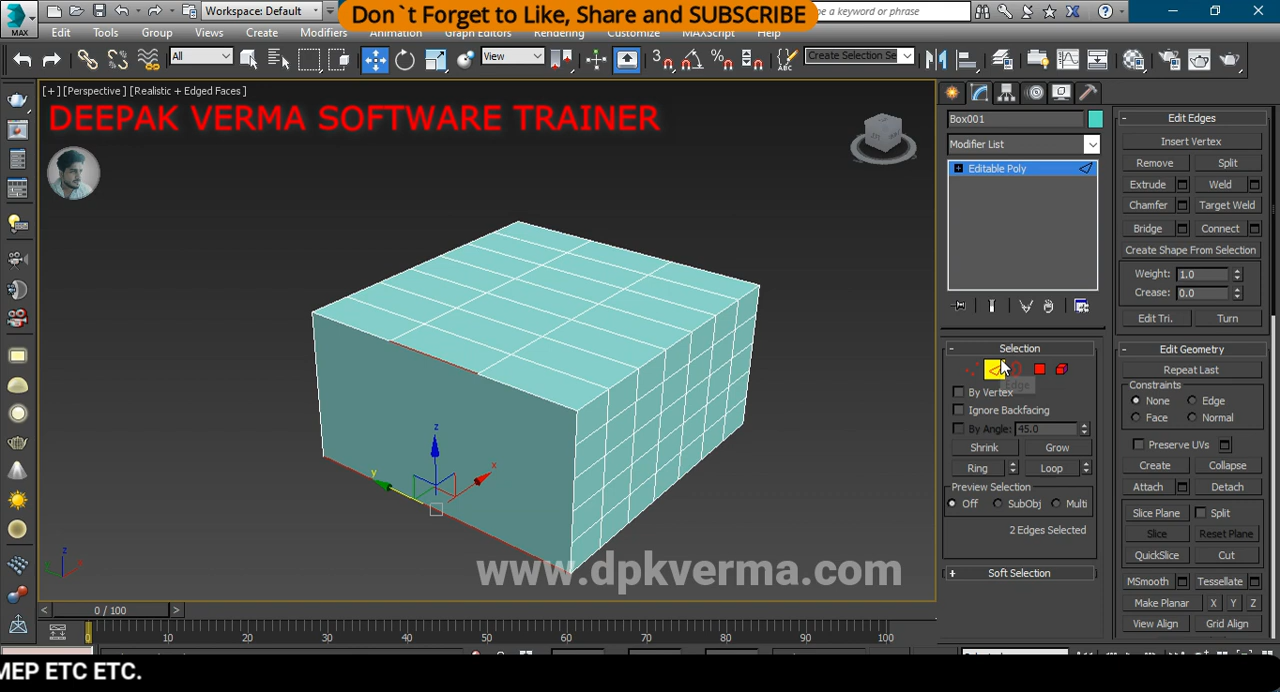 Don`t Forget to Like, Share and SUBSCRIBE
Workspace: Default
pe a keyword or phrase
MAX
Edit Tools Group Views Create Modifiers Animation Graph Editors Rendering Customize MAXScript Help
All
View
Create Selection Se
[+] [Perspective] [Realistic + Edged Faces]
DEEPAK VERMA SOFTWARE TRAINER
Box001
Modifier List
Editable Poly
Selection
Edge
By Vertex
Ignore Backfacing
By Angle: 45.0
Shrink Grow
Ring Loop
Preview Selection
Off SubObj Multi
2 Edges Selected
Soft Selection
Edit Edges
Insert Vertex
Remove Split
Extrude Weld
Chamfer Target Weld
Bridge Connect
Create Shape From Selection
Weight: 1.0
Crease: 0.0
Edit Tri. Turn
Edit Geometry
Repeat Last
Constraints
None Edge
Face Normal
Preserve UVs
Create Collapse
Attach Detach
Slice Plane Split
Slice Reset Plane
QuickSlice Cut
MSmooth Tessellate
Make Planar X Y Z
View Align Grid Align
z
x
y
z
www.dpkverma.com
0 / 100
0 10 20 30 40 50 60 70 80 90 100
MEP ETC ETC.